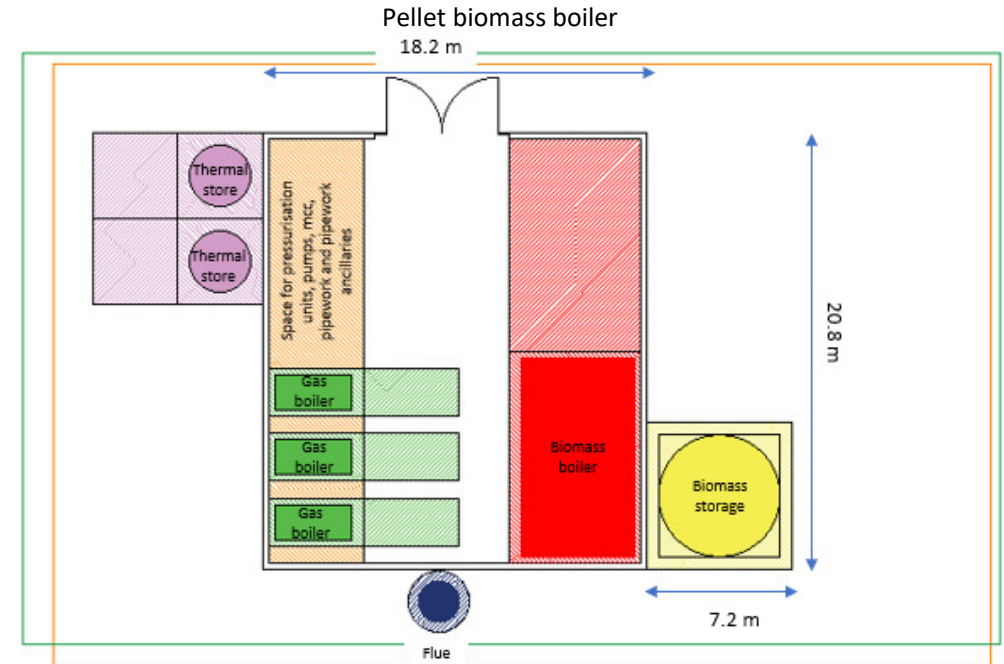 Pellet biomass boiler
18.2 m
Thermal
store
Thermal
store
Space for pressurisation
units, pumps, mcc,
pipework and pipework
ancillaries
20.8 m
Gas
boiler
Gas
boiler
Gas
boiler
Biomass
boiler
Biomass
storage
7.2 m
Flue